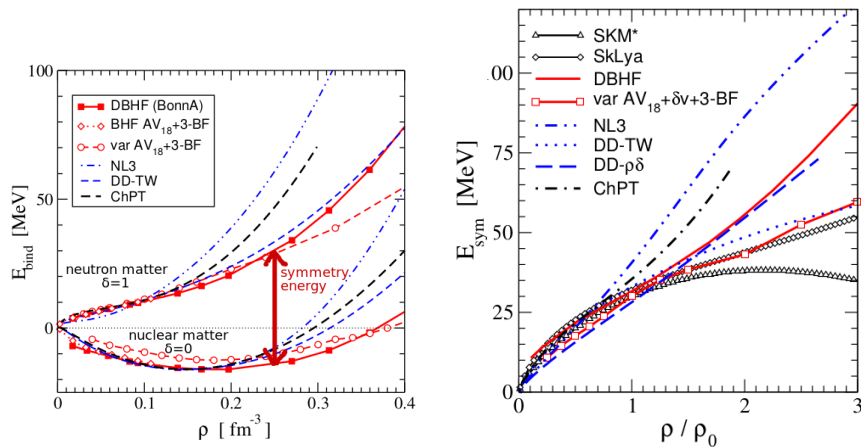 100
50
0
E_bind [MeV]
DBHF (BonnA)
BHF AV₁₈+3-BF
var AV₁₈+3-BF
NL3
DD-TW
ChPT
neutron matter
δ=1
symmetry
energy
nuclear matter
δ=0
0 0.1 0.2 0.3 0.4
ρ [ fm⁻³ ]
00
75
50
25
0
E_sym [MeV]
SKM*
SkLya
DBHF
var AV₁₈+δv+3-BF
NL3
DD-TW
DD-ρδ
ChPT
0 1 2 3
ρ / ρ₀